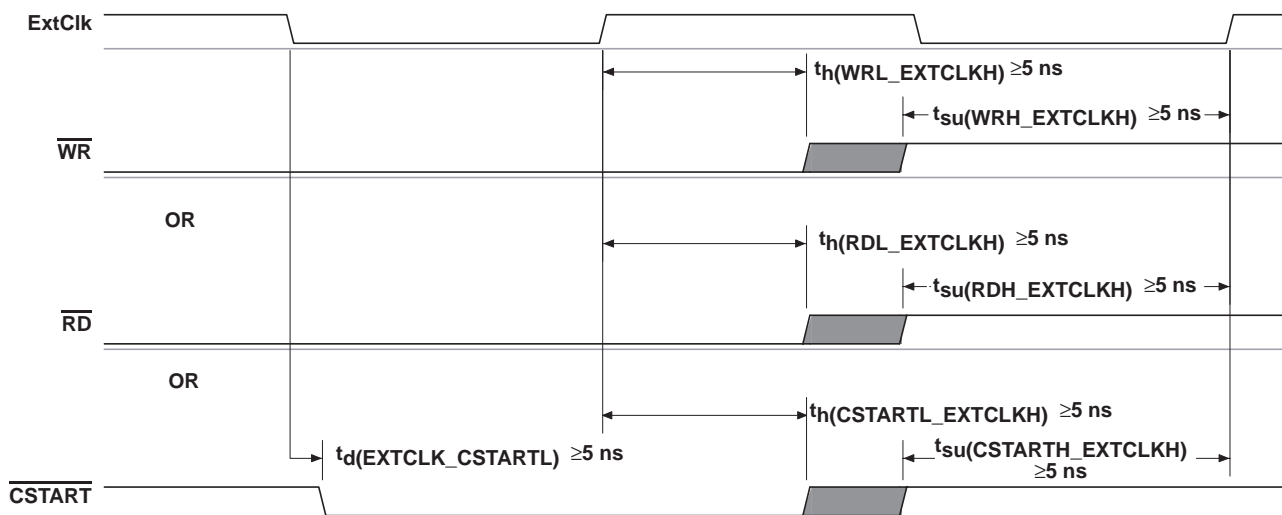 ExtClk
th(WRL_EXTCLKH) ≥5 ns
tsu(WRH_EXTCLKH) ≥5 ns
WR
OR
th(RDL_EXTCLKH) ≥5 ns
tsu(RDH_EXTCLKH) ≥5 ns
RD
OR
th(CSTARTL_EXTCLKH) ≥5 ns
td(EXTCLK_CSTARTL) ≥5 ns
tsu(CSTARTH_EXTCLKH)
≥5 ns
CSTART